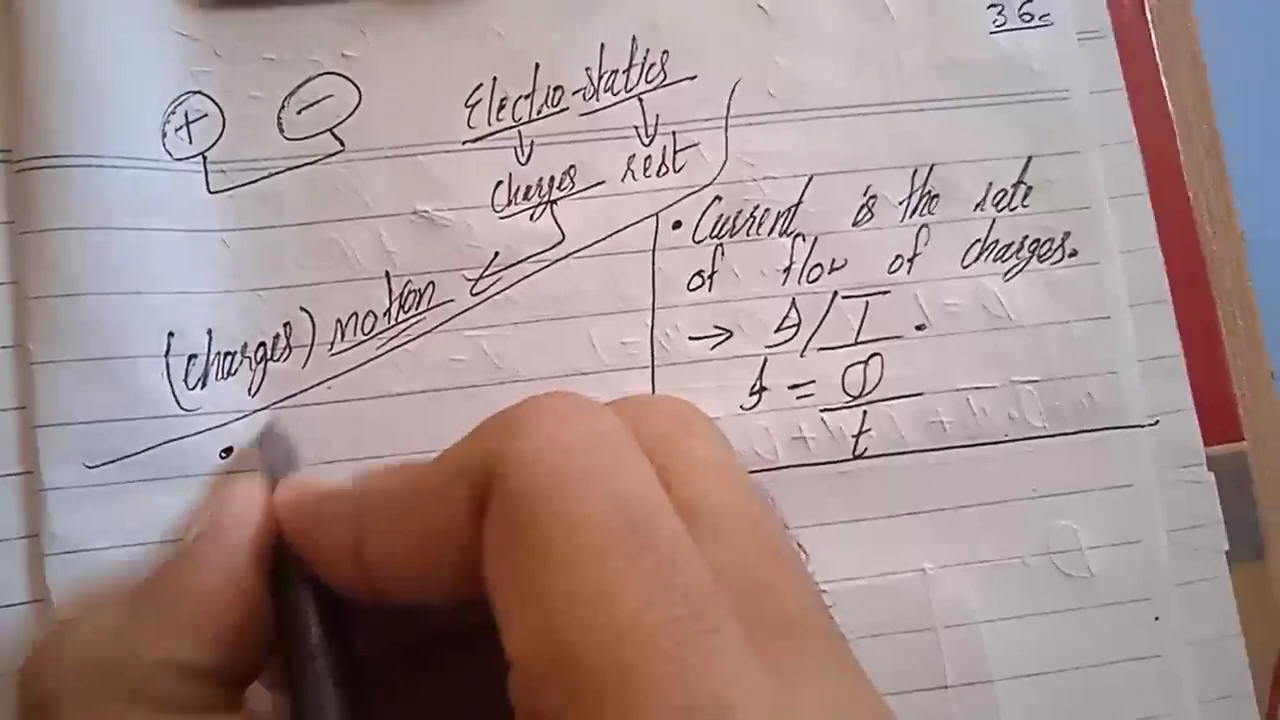 36c
+ −
Electro-statics
charges rest
(charges) motion
• Current is the rate
of flow of charges.
→ I/I.
I = Q
t